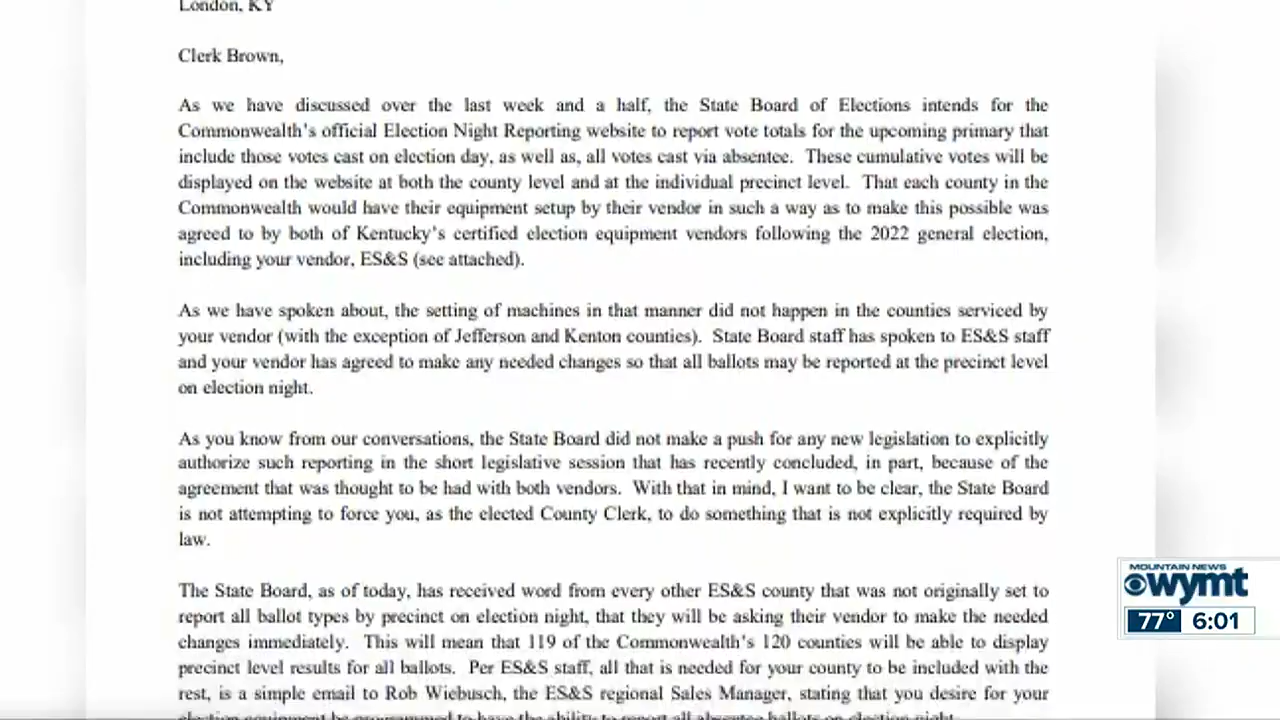 London, KY
Clerk Brown,
As we have discussed over the last week and a half, the State Board of Elections intends for the
Commonwealth's official Election Night Reporting website to report vote totals for the upcoming primary that
include those votes cast on election day, as well as, all votes cast via absentee. These cumulative votes will be
displayed on the website at both the county level and at the individual precinct level. That each county in the
Commonwealth would have their equipment setup by their vendor in such a way as to make this possible was
agreed to by both of Kentucky's certified election equipment vendors following the 2022 general election,
including your vendor, ES&S (see attached).
As we have spoken about, the setting of machines in that manner did not happen in the counties serviced by
your vendor (with the exception of Jefferson and Kenton counties). State Board staff has spoken to ES&S staff
and your vendor has agreed to make any needed changes so that all ballots may be reported at the precinct level
on election night.
As you know from our conversations, the State Board did not make a push for any new legislation to explicitly
authorize such reporting in the short legislative session that has recently concluded, in part, because of the
agreement that was thought to be had with both vendors. With that in mind, I want to be clear, the State Board
is not attempting to force you, as the elected County Clerk, to do something that is not explicitly required by
law.
The State Board, as of today, has received word from every other ES&S county that was not originally set to
report all ballot types by precinct on election night, that they will be asking their vendor to make the needed
changes immediately. This will mean that 119 of the Commonwealth's 120 counties will be able to display
precinct level results for all ballots. Per ES&S staff, all that is needed for your county to be included with the
rest, is a simple email to Rob Wiebusch, the ES&S regional Sales Manager, stating that you desire for your
election equipment be programmed to have the ability to report all absentee ballots on election night.
MOUNTAIN NEWS
wymt
77° 6:01